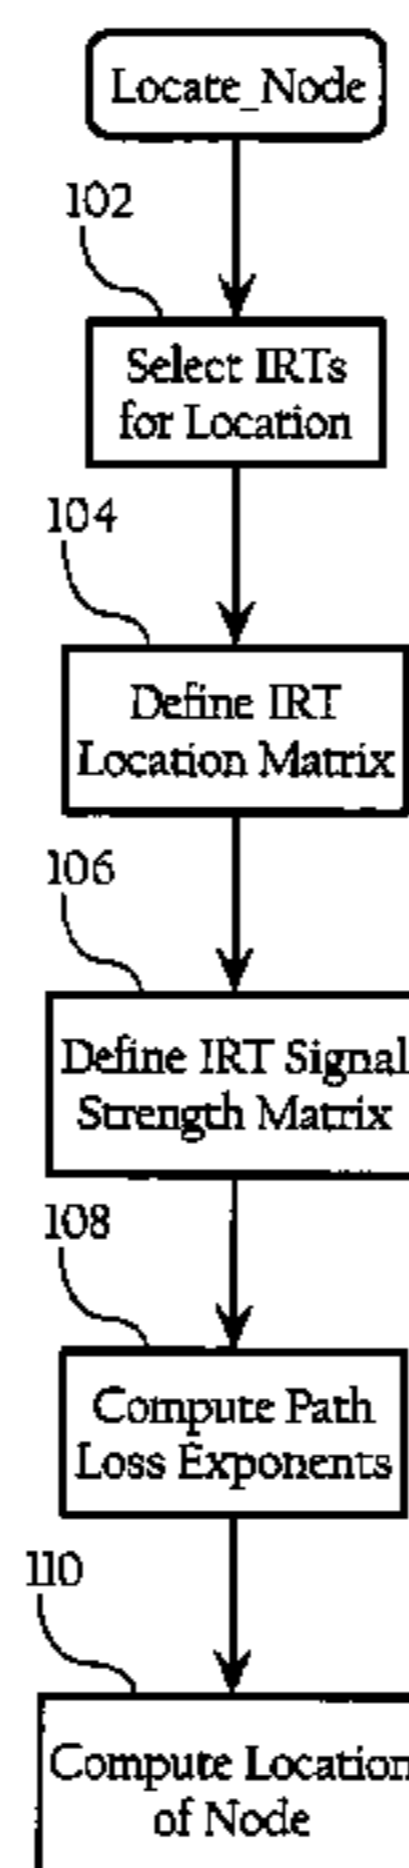 Locate_Node
102
Select IRTs
for Location
104
Define IRT
Location Matrix
106
Define IRT Signal
Strength Matrix
108
Compute Path
Loss Exponents
110
Compute Location
of Node